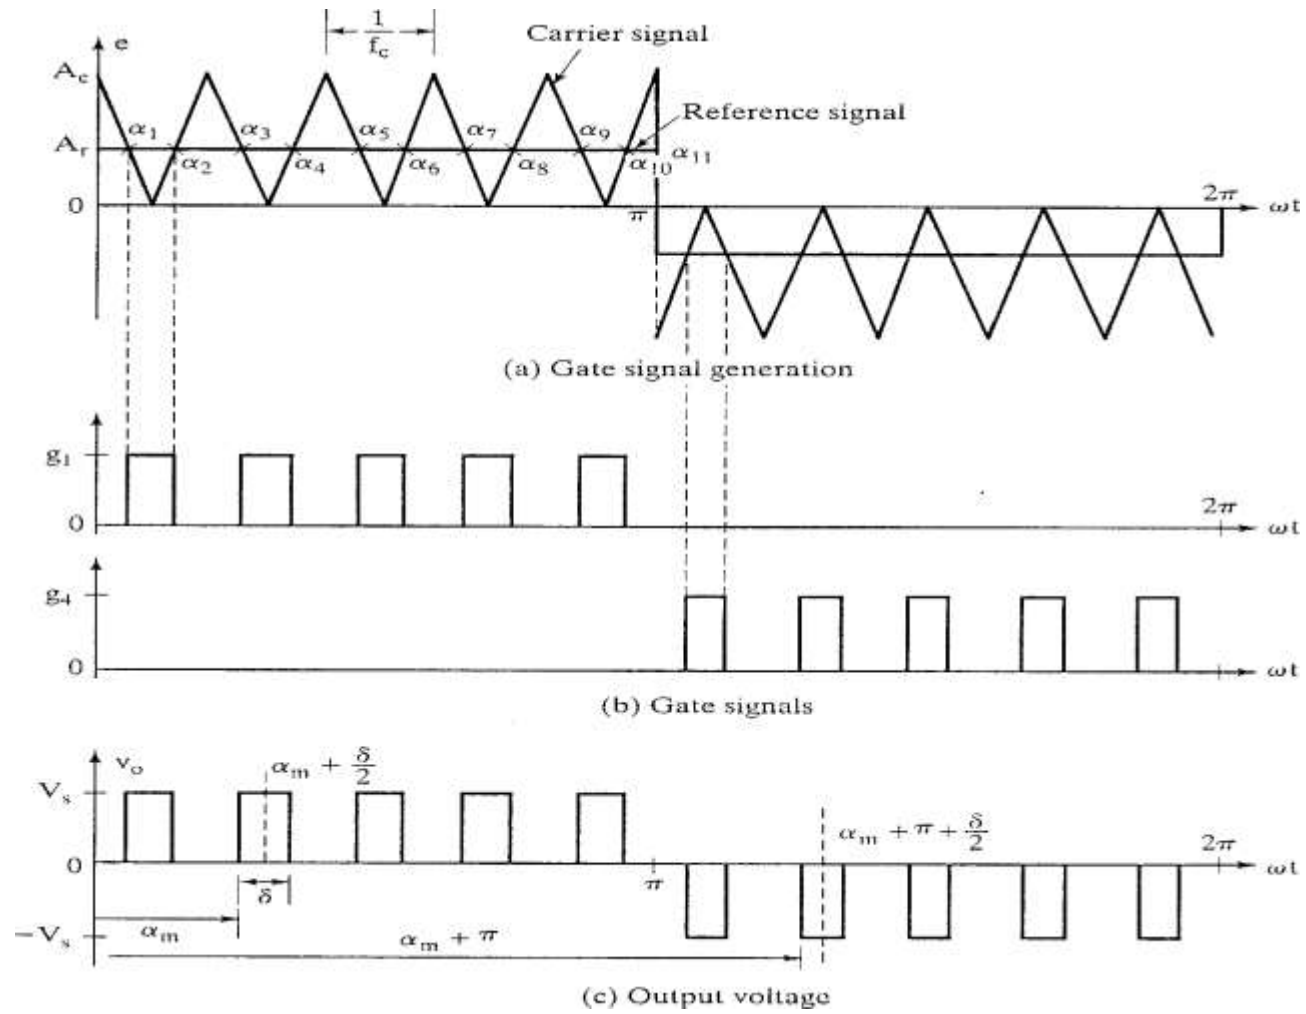 e
1/f_c
Carrier signal
A_c
Reference signal
α_1 α_3 α_5 α_7 α_9
A_r
α_2 α_4 α_6 α_8 α_10 α_11
0 π 2π ωt
(a) Gate signal generation
g_1
0 2π ωt
g_4
0 ωt
(b) Gate signals
v_o α_m + δ/2
V_s
α_m + π + δ/2
0 π 2π ωt
δ
α_m
−V_s α_m + π
(c) Output voltage